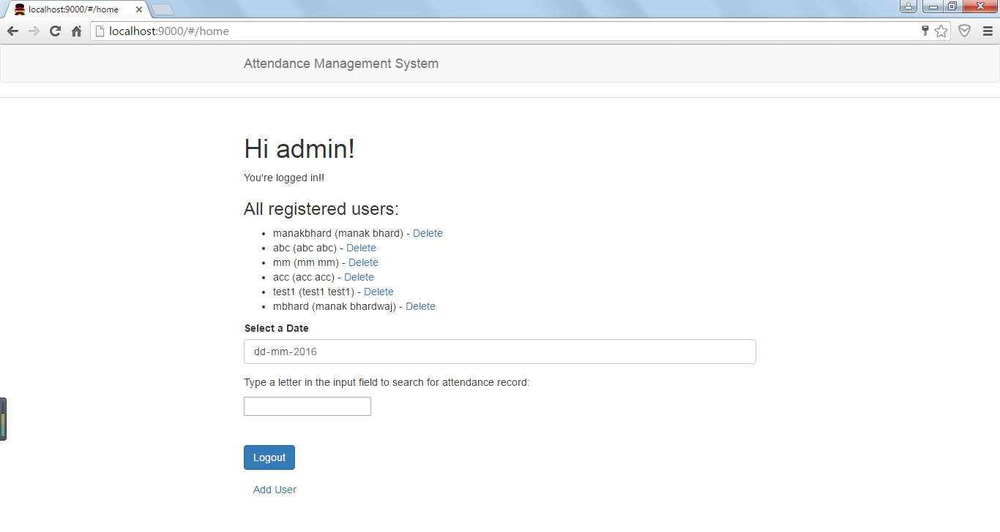 localhost:9000/#/home
localhost:9000/#/home
Attendance Management System
Hi admin!
You're logged in!!
All registered users:
• manakbhard (manak bhard) - Delete
• abc (abc abc) - Delete
• mm (mm mm) - Delete
• acc (acc acc) - Delete
• test1 (test1 test1) - Delete
• mbhard (manak bhardwaj) - Delete
Select a Date
dd-mm-2016
Type a letter in the input field to search for attendance record:
Logout
Add User